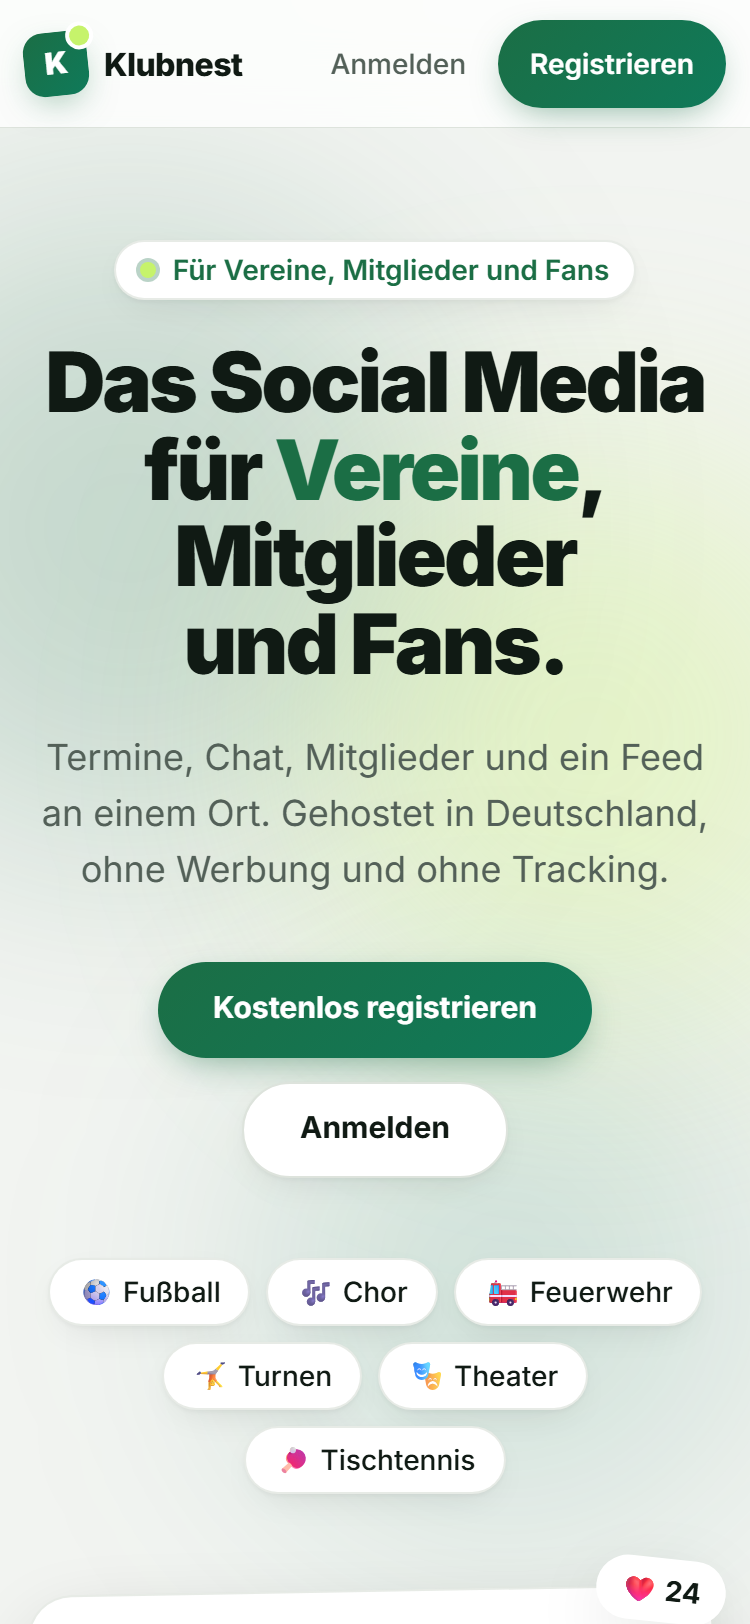 K
Klubnest
Anmelden
Registrieren
Für Vereine, Mitglieder und Fans
Das Social Media
für Vereine,
Mitglieder
und Fans.
Termine, Chat, Mitglieder und ein Feed
an einem Ort. Gehostet in Deutschland,
ohne Werbung und ohne Tracking.
Kostenlos registrieren
Anmelden
Fußball
Chor
Feuerwehr
Turnen
Theater
Tischtennis
24